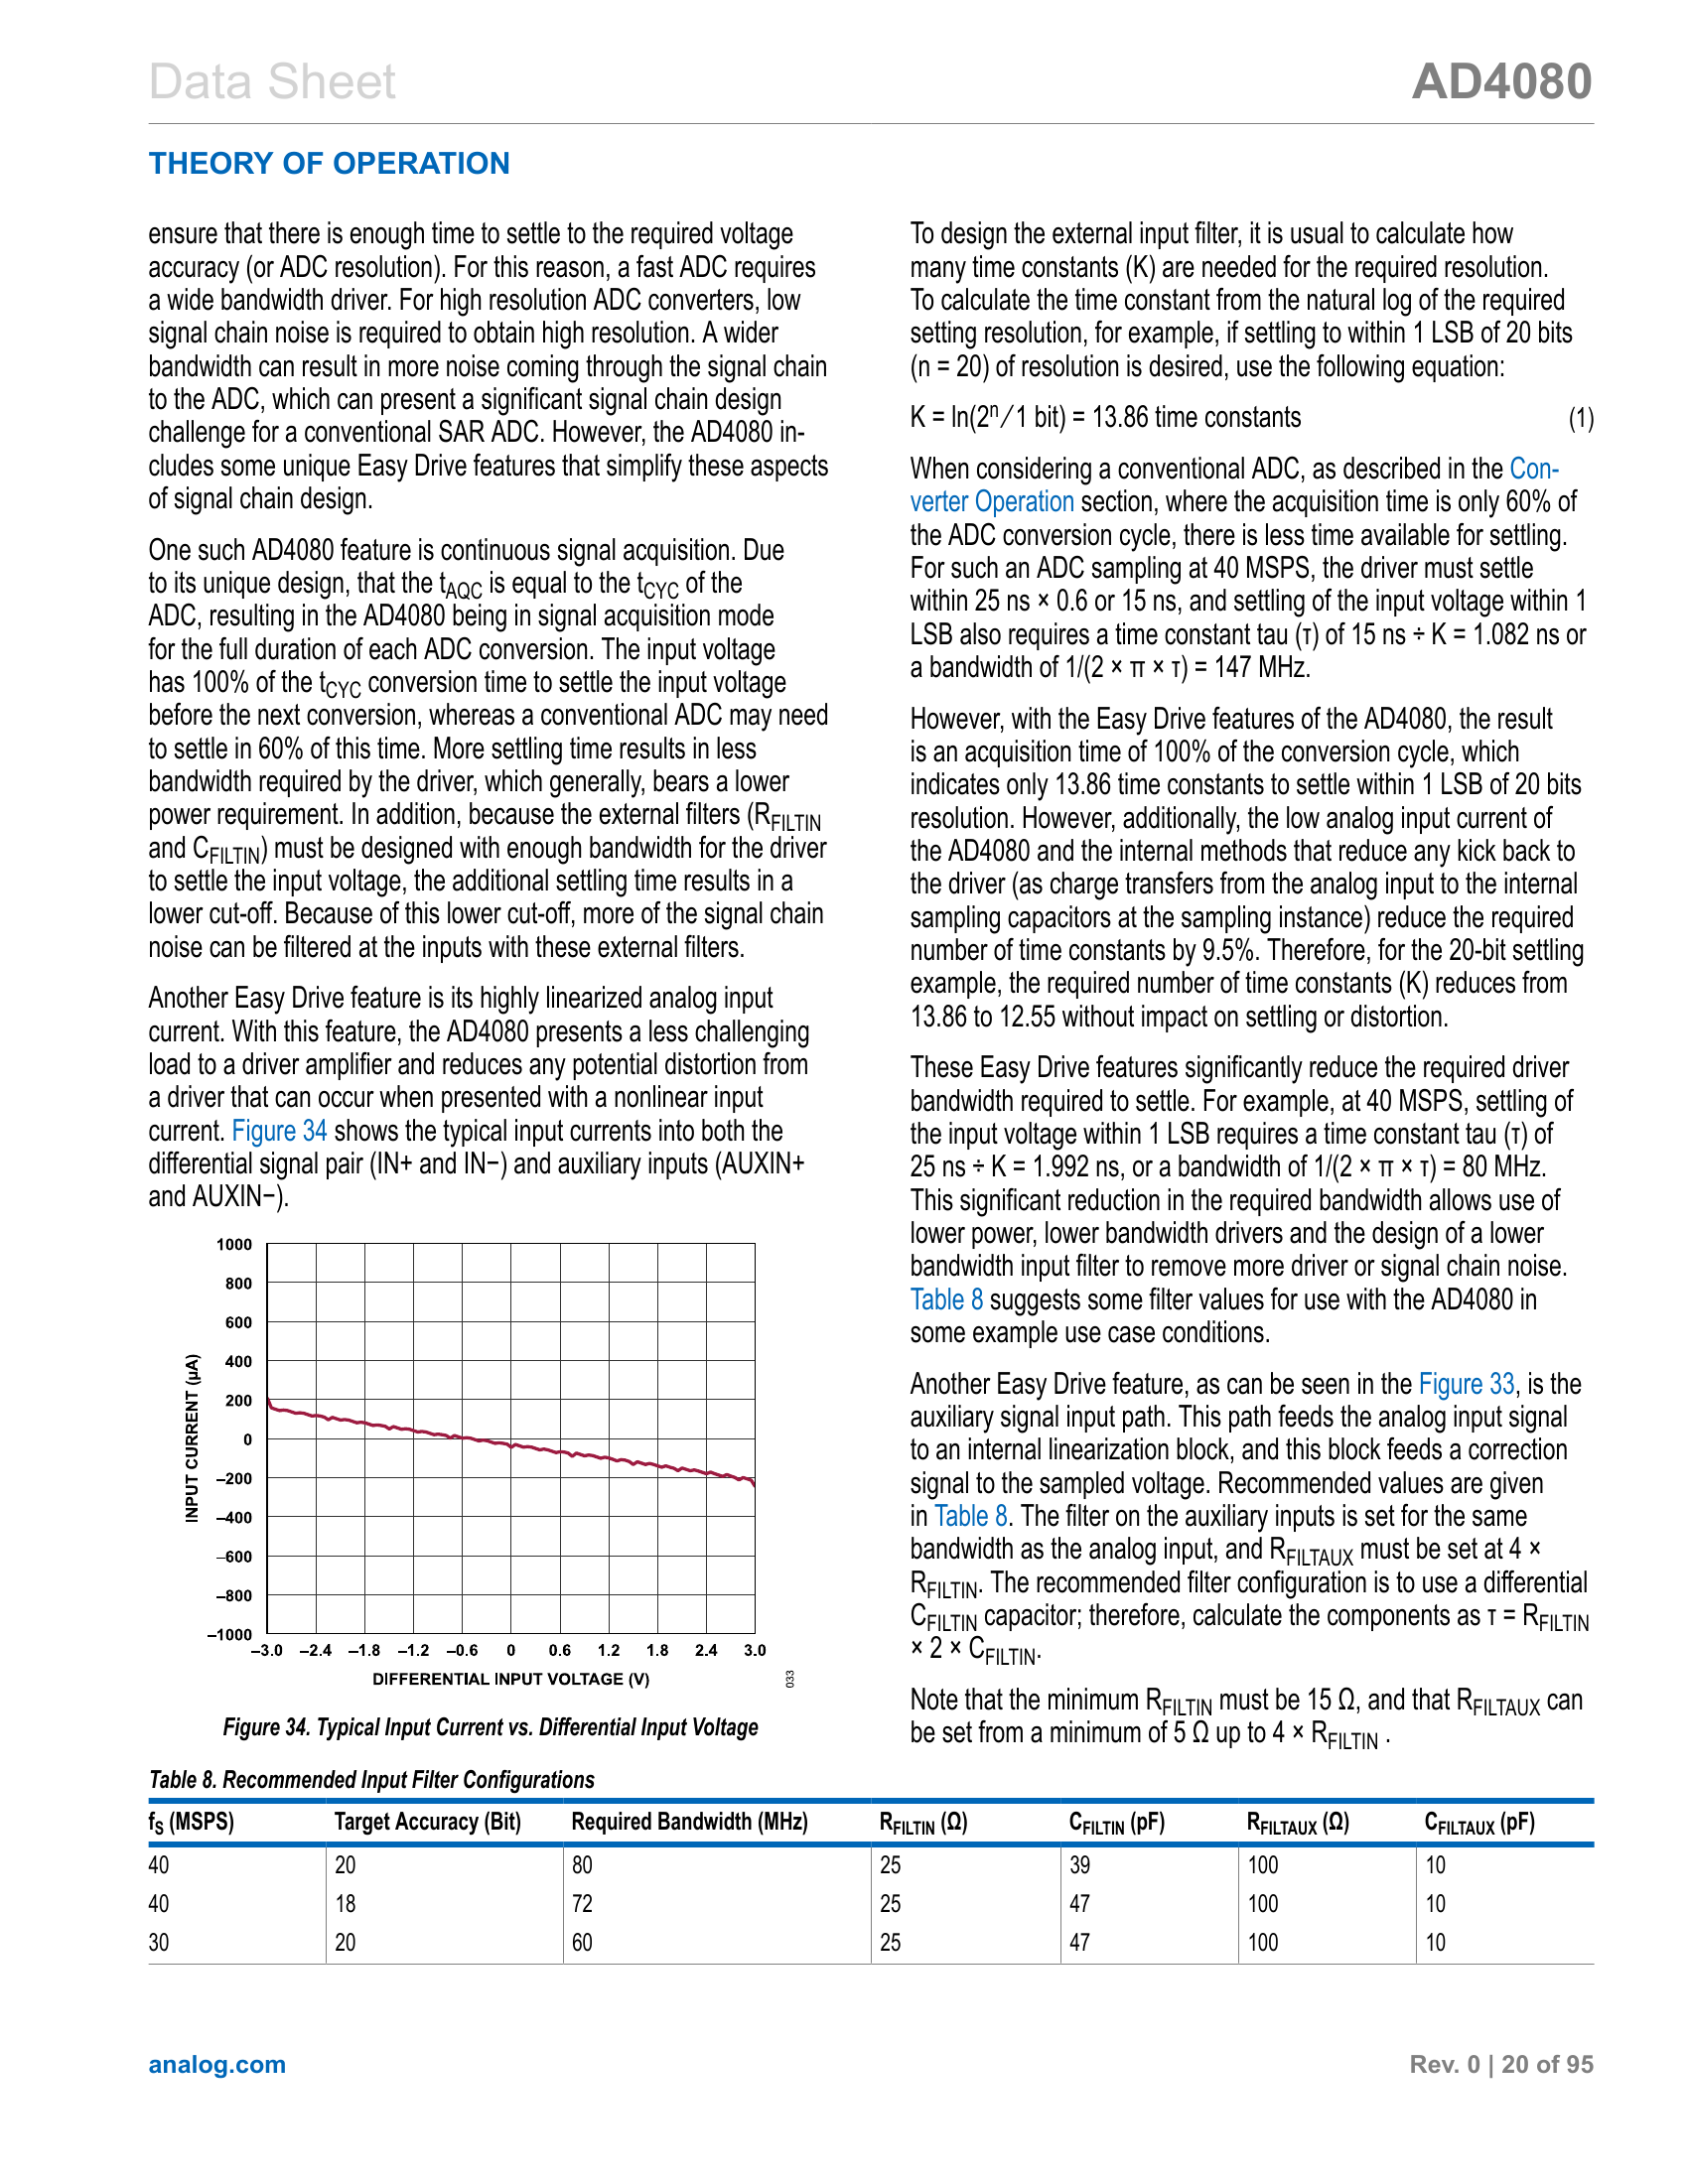 Data Sheet
AD4080
THEORY OF OPERATION
ensure that there is enough time to settle to the required voltage
accuracy (or ADC resolution). For this reason, a fast ADC requires
a wide bandwidth driver. For high resolution ADC converters, low
signal chain noise is required to obtain high resolution. A wider
bandwidth can result in more noise coming through the signal chain
to the ADC, which can present a significant signal chain design
challenge for a conventional SAR ADC. However, the AD4080 in-
cludes some unique Easy Drive features that simplify these aspects
of signal chain design.
One such AD4080 feature is continuous signal acquisition. Due
to its unique design, that the tAQC is equal to the tCYC of the
ADC, resulting in the AD4080 being in signal acquisition mode
for the full duration of each ADC conversion. The input voltage
has 100% of the tCYC conversion time to settle the input voltage
before the next conversion, whereas a conventional ADC may need
to settle in 60% of this time. More settling time results in less
bandwidth required by the driver, which generally, bears a lower
power requirement. In addition, because the external filters (RFILTIN
and CFILTIN) must be designed with enough bandwidth for the driver
to settle the input voltage, the additional settling time results in a
lower cut-off. Because of this lower cut-off, more of the signal chain
noise can be filtered at the inputs with these external filters.
Another Easy Drive feature is its highly linearized analog input
current. With this feature, the AD4080 presents a less challenging
load to a driver amplifier and reduces any potential distortion from
a driver that can occur when presented with a nonlinear input
current. Figure 34 shows the typical input currents into both the
differential signal pair (IN+ and IN−) and auxiliary inputs (AUXIN+
and AUXIN−).
1000
800
600
400
200
0
−200
−400
−600
−800
−1000
INPUT CURRENT (µA)
−3.0 −2.4 −1.8 −1.2 −0.6 0 0.6 1.2 1.8 2.4 3.0
DIFFERENTIAL INPUT VOLTAGE (V)
033
Figure 34. Typical Input Current vs. Differential Input Voltage
To design the external input filter, it is usual to calculate how
many time constants (K) are needed for the required resolution.
To calculate the time constant from the natural log of the required
setting resolution, for example, if settling to within 1 LSB of 20 bits
(n = 20) of resolution is desired, use the following equation:
K = ln(2ⁿ ∕ 1 bit) = 13.86 time constants (1)
When considering a conventional ADC, as described in the Con-
verter Operation section, where the acquisition time is only 60% of
the ADC conversion cycle, there is less time available for settling.
For such an ADC sampling at 40 MSPS, the driver must settle
within 25 ns × 0.6 or 15 ns, and settling of the input voltage within 1
LSB also requires a time constant tau (τ) of 15 ns ÷ K = 1.082 ns or
a bandwidth of 1/(2 × π × τ) = 147 MHz.
However, with the Easy Drive features of the AD4080, the result
is an acquisition time of 100% of the conversion cycle, which
indicates only 13.86 time constants to settle within 1 LSB of 20 bits
resolution. However, additionally, the low analog input current of
the AD4080 and the internal methods that reduce any kick back to
the driver (as charge transfers from the analog input to the internal
sampling capacitors at the sampling instance) reduce the required
number of time constants by 9.5%. Therefore, for the 20-bit settling
example, the required number of time constants (K) reduces from
13.86 to 12.55 without impact on settling or distortion.
These Easy Drive features significantly reduce the required driver
bandwidth required to settle. For example, at 40 MSPS, settling of
the input voltage within 1 LSB requires a time constant tau (τ) of
25 ns ÷ K = 1.992 ns, or a bandwidth of 1/(2 × π × τ) = 80 MHz.
This significant reduction in the required bandwidth allows use of
lower power, lower bandwidth drivers and the design of a lower
bandwidth input filter to remove more driver or signal chain noise.
Table 8 suggests some filter values for use with the AD4080 in
some example use case conditions.
Another Easy Drive feature, as can be seen in the Figure 33, is the
auxiliary signal input path. This path feeds the analog input signal
to an internal linearization block, and this block feeds a correction
signal to the sampled voltage. Recommended values are given
in Table 8. The filter on the auxiliary inputs is set for the same
bandwidth as the analog input, and RFILTAUX must be set at 4 ×
RFILTIN. The recommended filter configuration is to use a differential
CFILTIN capacitor; therefore, calculate the components as τ = RFILTIN
× 2 × CFILTIN.
Note that the minimum RFILTIN must be 15 Ω, and that RFILTAUX can
be set from a minimum of 5 Ω up to 4 × RFILTIN .
Table 8. Recommended Input Filter Configurations
fS (MSPS) Target Accuracy (Bit) Required Bandwidth (MHz) RFILTIN (Ω) CFILTIN (pF) RFILTAUX (Ω) CFILTAUX (pF)
40 20 80 25 39 100 10
40 18 72 25 47 100 10
30 20 60 25 47 100 10
analog.com
Rev. 0 | 20 of 95